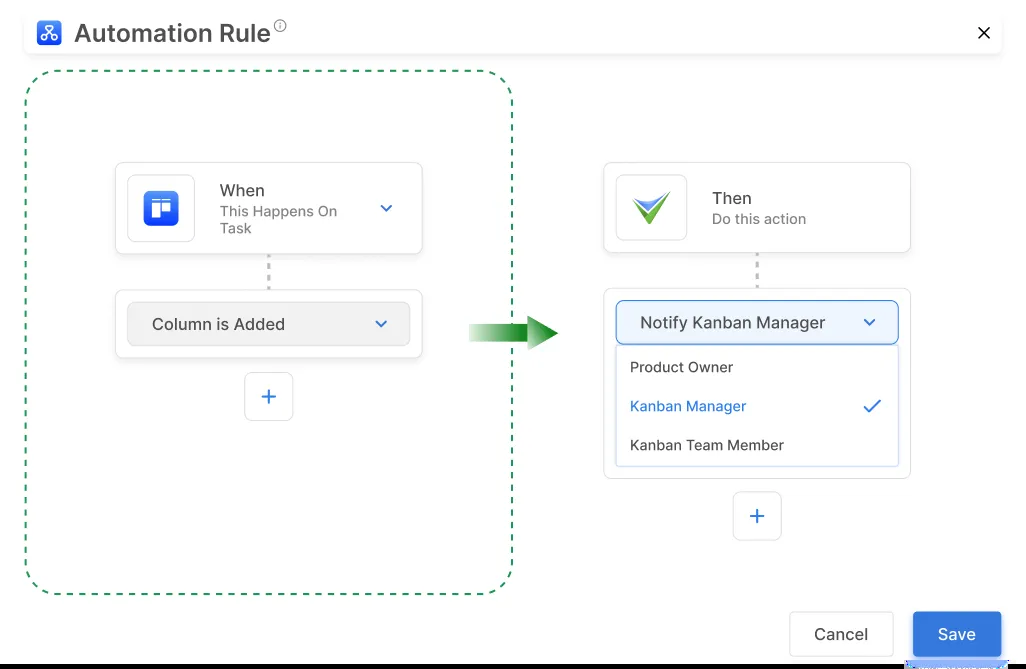 Automation Rule
When
This Happens On
Task
Column is Added
Then
Do this action
Notify Kanban Manager
Product Owner
Kanban Manager
Kanban Team Member
Cancel
Save